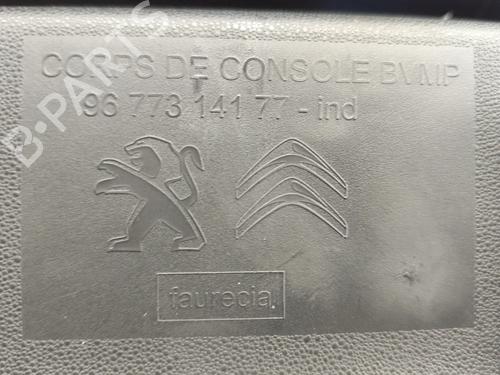 CORPS DE CONSOLE BVMP
96 773 141 77 - ind
faurecia
B-PARTS